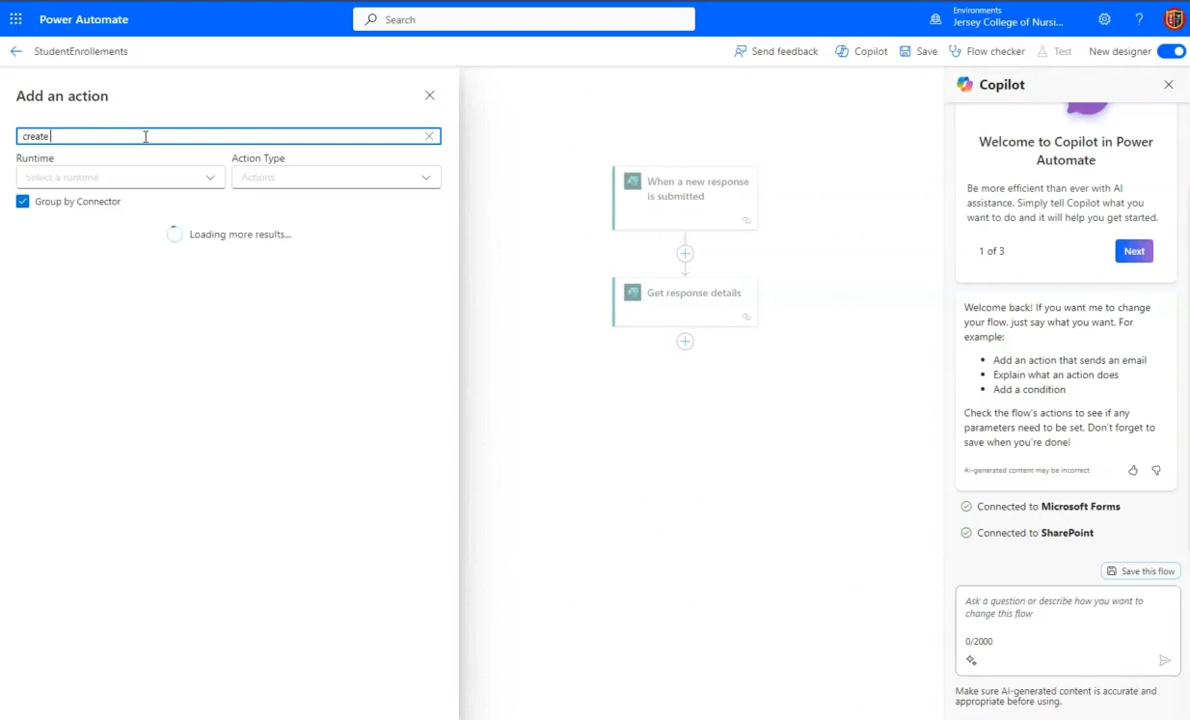 Power Automate
Search
Environments
Jersey College of Nursi...
StudentEnrollements
Send feedback
Copilot
Save
Flow checker
Test
New designer
Add an action
create
Runtime
Action Type
Select a runtime
Actions
Group by Connector
Loading more results...
When a new response
is submitted
Get response details
Copilot
Welcome to Copilot in Power
Automate
Be more efficient than ever with AI
assistance. Simply tell Copilot what you
want to do and it will help you get started.
1 of 3
Next
Welcome back! If you want me to change
your flow, just say what you want. For
example:
• Add an action that sends an email
• Explain what an action does
• Add a condition
Check the flow's actions to see if any
parameters need to be set. Don't forget to
save when you're done!
AI-generated content may be incorrect
Connected to Microsoft Forms
Connected to SharePoint
Save this flow
Ask a question or describe how you want to
change this flow
0/2000
Make sure AI-generated content is accurate and
appropriate before using.